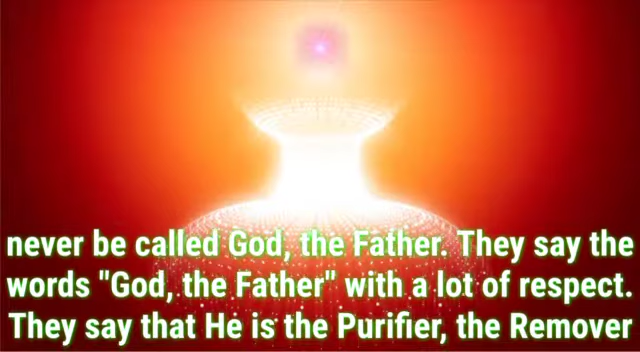 never be called God, the Father. They say the
words "God, the Father" with a lot of respect.
They say that He is the Purifier, the Remover